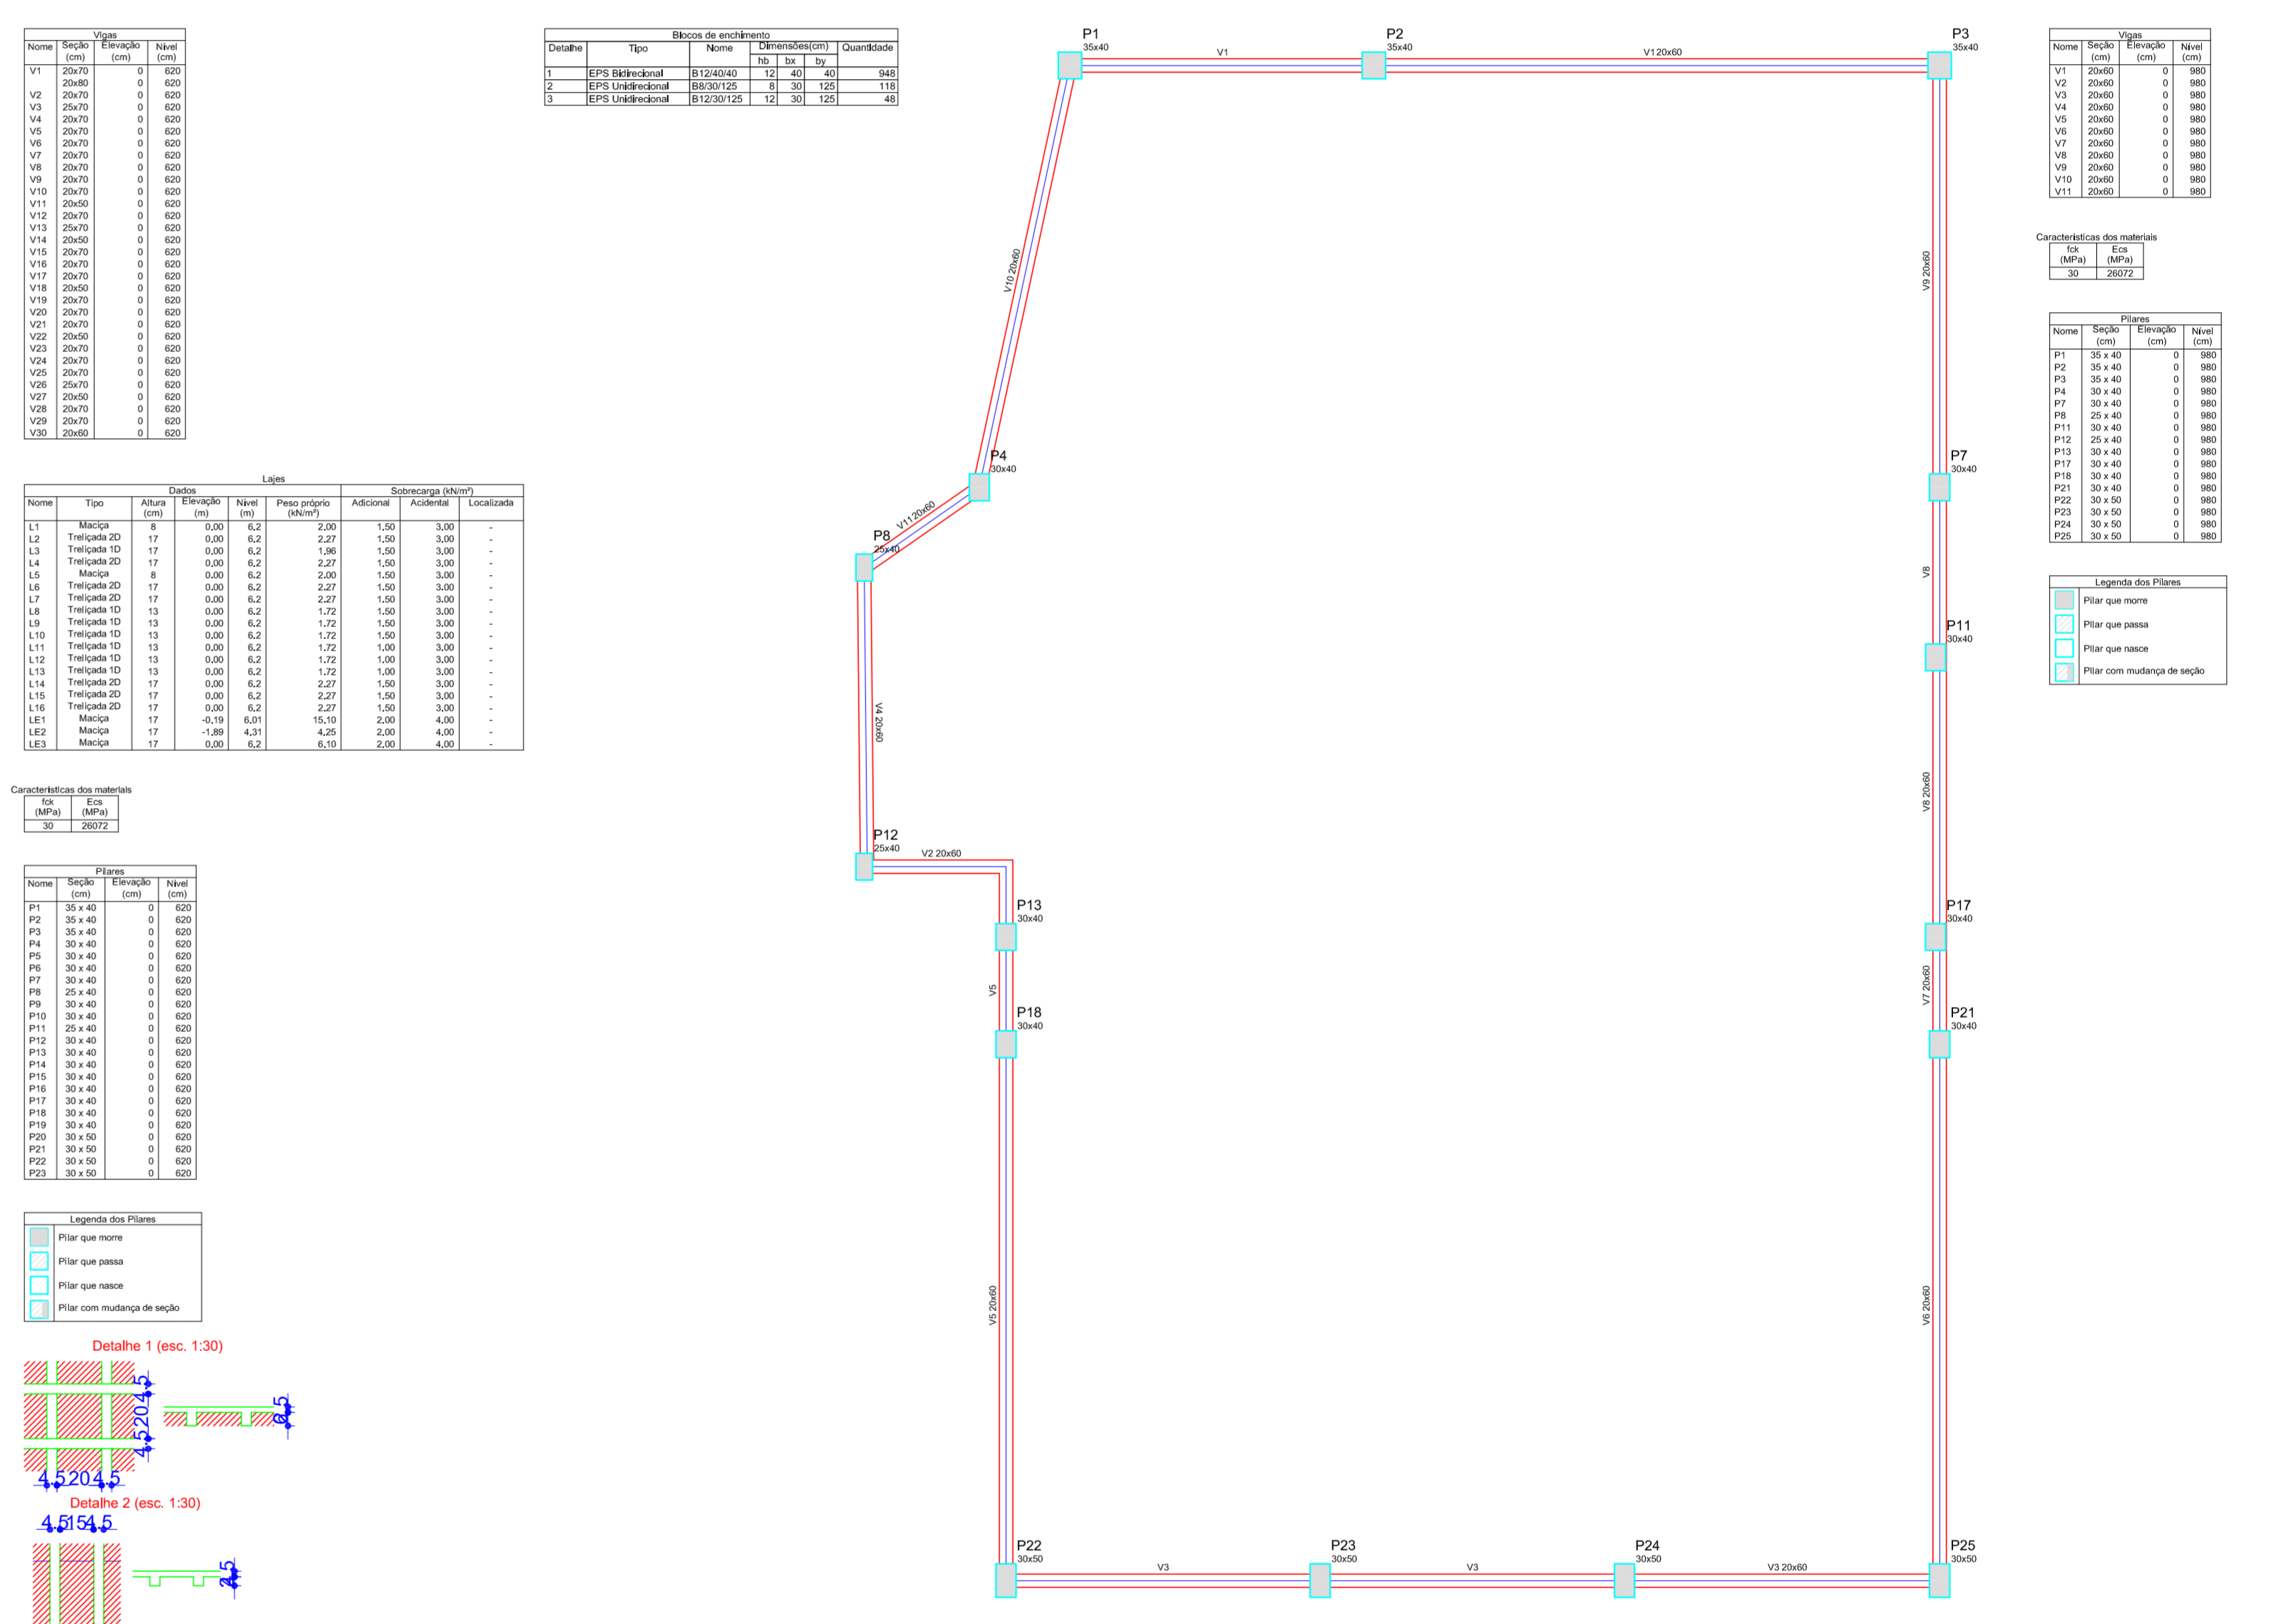 Vigas
Nome Seção (cm) Elevação (cm) Nível (cm)
V1 20x70 0 620
20x80 0 620
V2 20x70 0 620
V3 25x70 0 620
V4 20x70 0 620
V5 20x70 0 620
V6 20x70 0 620
V7 20x70 0 620
V8 20x70 0 620
V9 20x70 0 620
V10 20x70 0 620
V11 20x50 0 620
V12 20x70 0 620
V13 25x70 0 620
V14 20x50 0 620
V15 20x70 0 620
V16 20x70 0 620
V17 20x70 0 620
V18 20x50 0 620
V19 20x70 0 620
V20 20x70 0 620
V21 20x70 0 620
V22 20x50 0 620
V23 20x70 0 620
V24 20x70 0 620
V25 20x70 0 620
V26 25x70 0 620
V27 20x50 0 620
V28 20x70 0 620
V29 20x70 0 620
V30 20x60 0 620
Lajes
Dados Sobrecarga (kN/m²)
Nome Tipo Altura (cm) Elevação (m) Nível (m) Peso próprio (kN/m²) Adicional Acidental Localizada
L1 Maciça 8 0,00 6,2 2,00 1,50 3,00 -
L2 Treliçada 2D 17 0,00 6,2 2,27 1,50 3,00 -
L3 Treliçada 1D 17 0,00 6,2 1,96 1,50 3,00 -
L4 Treliçada 2D 17 0,00 6,2 2,27 1,50 3,00 -
L5 Maciça 8 0,00 6,2 2,00 1,50 3,00 -
L6 Treliçada 2D 17 0,00 6,2 2,27 1,50 3,00 -
L7 Treliçada 2D 17 0,00 6,2 2,27 1,50 3,00 -
L8 Treliçada 1D 13 0,00 6,2 1,72 1,50 3,00 -
L9 Treliçada 1D 13 0,00 6,2 1,72 1,50 3,00 -
L10 Treliçada 1D 13 0,00 6,2 1,72 1,50 3,00 -
L11 Treliçada 1D 13 0,00 6,2 1,72 1,00 3,00 -
L12 Treliçada 1D 13 0,00 6,2 1,72 1,50 3,00 -
L13 Treliçada 1D 13 0,00 6,2 1,72 1,00 3,00 -
L14 Treliçada 2D 17 0,00 6,2 2,27 1,50 3,00 -
L15 Treliçada 2D 17 0,00 6,2 2,27 1,50 3,00 -
L16 Treliçada 2D 17 0,00 6,2 2,27 1,50 3,00 -
LE1 Maciça 17 -0,19 6,01 15,10 2,00 4,00 -
LE2 Maciça 17 -1,89 4,31 4,25 2,00 4,00 -
LE3 Maciça 17 0,00 6,2 6,10 2,00 4,00 -
Características dos materiais
fck (MPa) Ecs (MPa)
30 26072
Pilares
Nome Seção (cm) Elevação (cm) Nível (cm)
P1 35 x 40 0 620
P2 35 x 40 0 620
P3 35 x 40 0 620
P4 30 x 40 0 620
P5 30 x 40 0 620
P6 30 x 40 0 620
P7 30 x 40 0 620
P8 25 x 40 0 620
P9 30 x 40 0 620
P10 30 x 40 0 620
P11 25 x 40 0 620
P12 30 x 40 0 620
P13 30 x 40 0 620
P14 30 x 40 0 620
P15 30 x 40 0 620
P16 30 x 40 0 620
P17 30 x 40 0 620
P18 30 x 40 0 620
P19 30 x 40 0 620
P20 30 x 50 0 620
P21 30 x 50 0 620
P22 30 x 50 0 620
P23 30 x 50 0 620
Legenda dos Pilares
Pilar que morre
Pilar que passa
Pilar que nasce
Pilar com mudança de seção
Detalhe 1 (esc. 1:30)
4.5
20
4.5
4.5 20 4.5
Detalhe 2 (esc. 1:30)
4.5 15 4.5
Blocos de enchimento
Detalhe Tipo Nome Dimensões(cm) Quantidade
hb bx by
1 EPS Bidirecional B12/40/40 12 40 40 948
2 EPS Unidirecional B8/30/125 8 30 125 118
3 EPS Unidirecional B12/30/125 12 30 125 48
P1
35x40
V1
P2
35x40
V1 20x60
P3
35x40
V10 20x60
V9 20x60
P4
30x40
P7
30x40
V11 20x60
P8
25x40
V8
P11
30x40
V4 20x60
V8 20x60
P12
25x40
V2 20x60
P13
30x40
P17
30x40
V5
V7 20x60
P18
30x40
P21
30x40
V5 20x60
V6 20x60
P22
30x50
V3
P23
30x50
V3
P24
30x50
V3 20x60
P25
30x50
Vigas
Nome Seção (cm) Elevação (cm) Nível (cm)
V1 20x60 0 980
V2 20x60 0 980
V3 20x60 0 980
V4 20x60 0 980
V5 20x60 0 980
V6 20x60 0 980
V7 20x60 0 980
V8 20x60 0 980
V9 20x60 0 980
V10 20x60 0 980
V11 20x60 0 980
Características dos materiais
fck (MPa) Ecs (MPa)
30 26072
Pilares
Nome Seção (cm) Elevação (cm) Nível (cm)
P1 35 x 40 0 980
P2 35 x 40 0 980
P3 35 x 40 0 980
P4 30 x 40 0 980
P7 30 x 40 0 980
P8 25 x 40 0 980
P11 30 x 40 0 980
P12 25 x 40 0 980
P13 30 x 40 0 980
P17 30 x 40 0 980
P18 30 x 40 0 980
P21 30 x 40 0 980
P22 30 x 50 0 980
P23 30 x 50 0 980
P24 30 x 50 0 980
P25 30 x 50 0 980
Legenda dos Pilares
Pilar que morre
Pilar que passa
Pilar que nasce
Pilar com mudança de seção